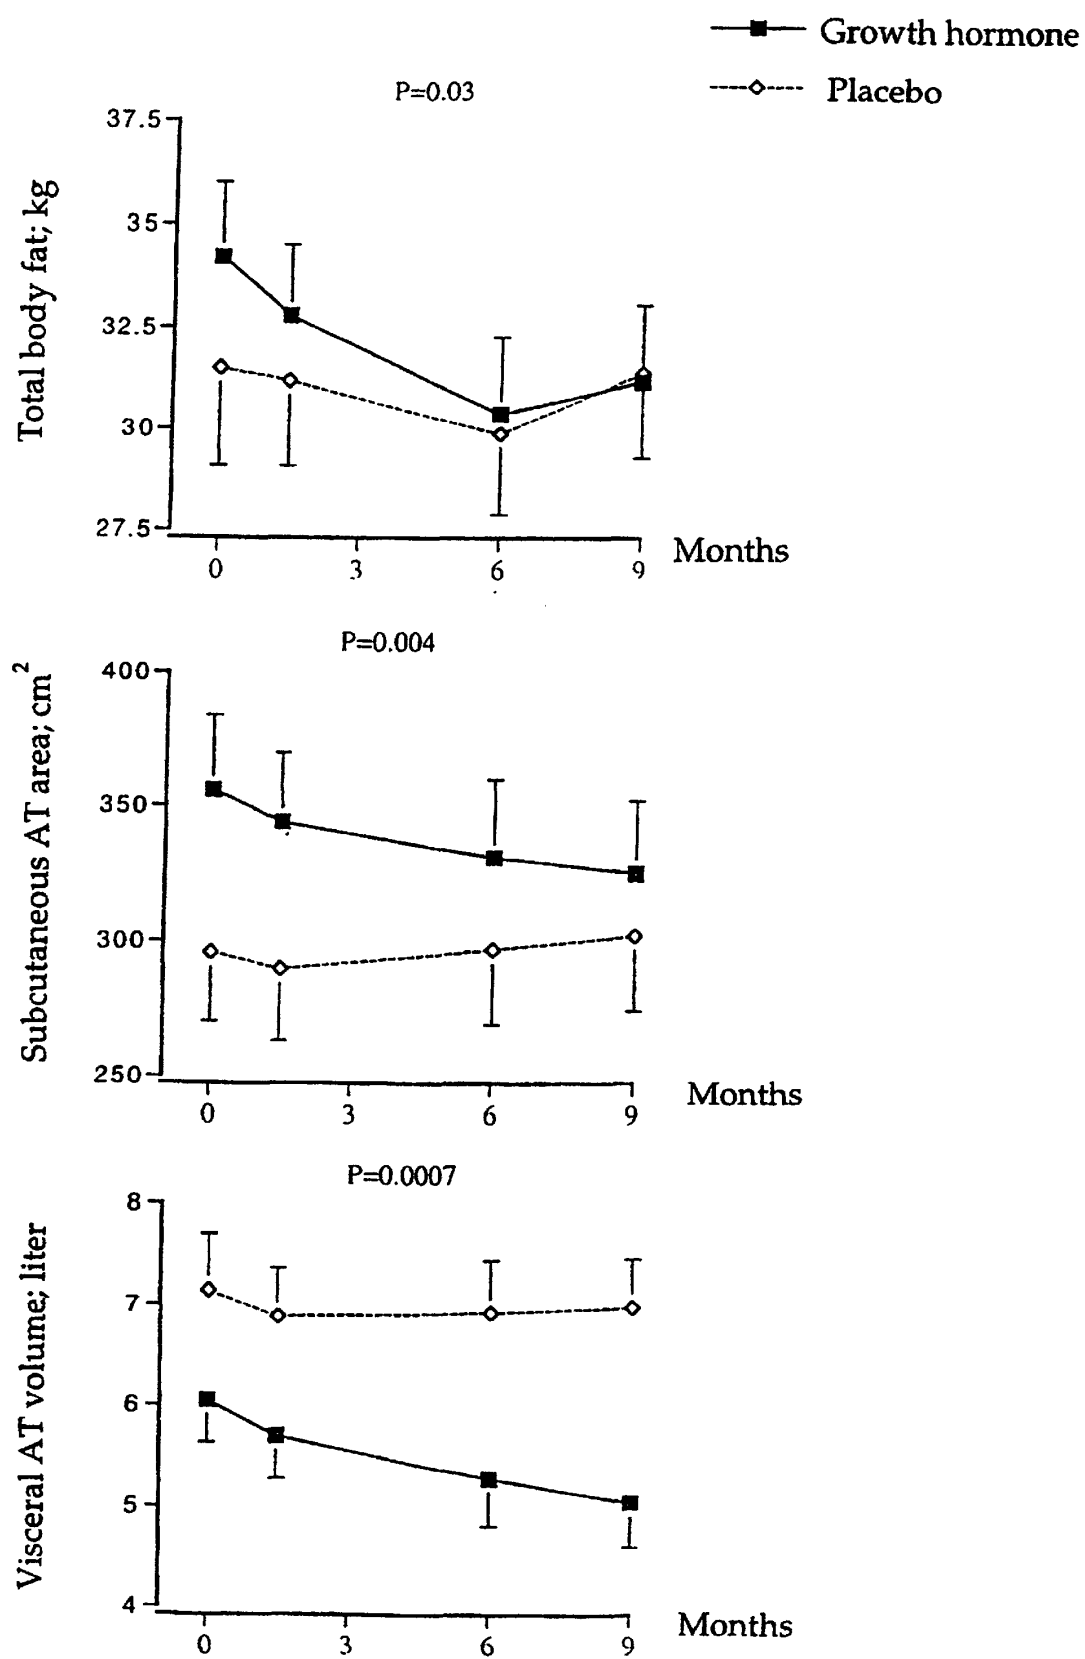 Growth hormone
Placebo
P=0.03
37.5
35
32.5
30
27.5
Total body fat; kg
0 3 6 9
Months
P=0.004
400
350
300
250
Subcutaneous AT area; cm²
0 3 6 9
Months
P=0.0007
8
7
6
5
4
Visceral AT volume; liter
0 3 6 9
Months